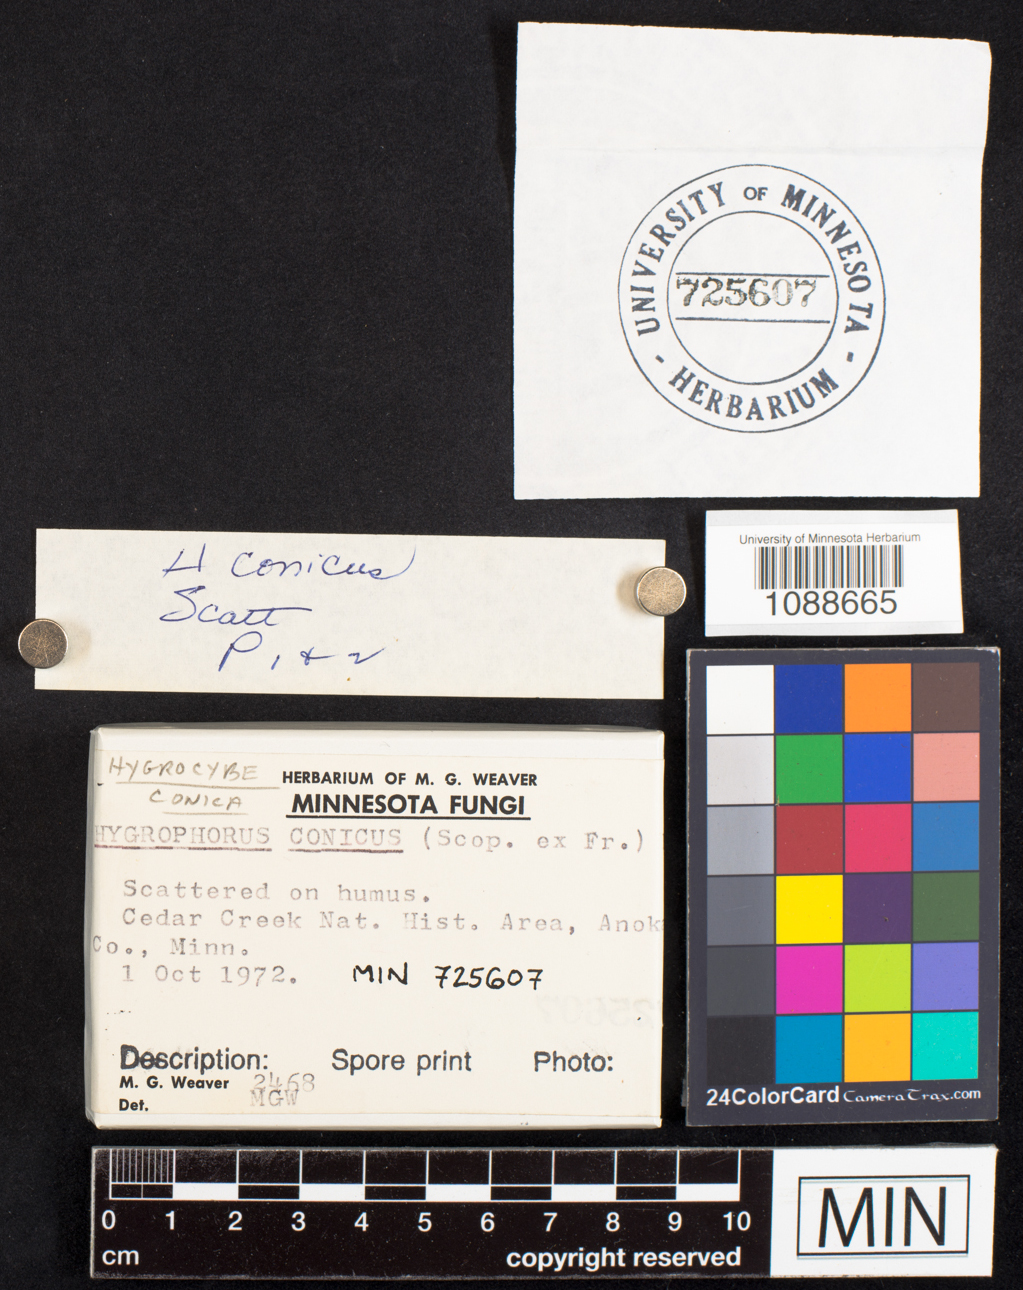 UNIVERSITY OF MINNESOTA
725607
- HERBARIUM -
H conicus
Scatt
P 1 + 2
University of Minnesota Herbarium
1088665
HYGROCYBE
CONICA
HERBARIUM OF M. G. WEAVER
MINNESOTA FUNGI
HYGROPHORUS CONICUS (Scop. ex Fr.)
Scattered on humus.
Cedar Creek Nat. Hist. Area, Anok
Co., Minn.
1 Oct 1972. MIN 725607
Description: Spore print Photo:
M. G. Weaver 2468
Det. MGW
24ColorCard CameraTrax.com
0 1 2 3 4 5 6 7 8 9 10
cm copyright reserved
MIN